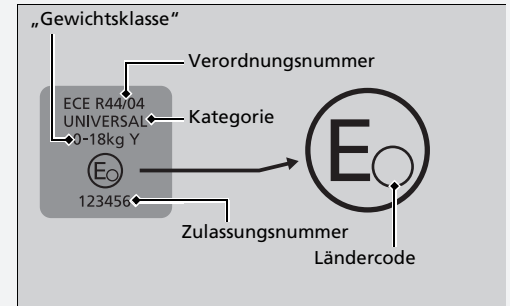 „Gewichtsklasse“
Verordnungsnummer
ECE R44/04
UNIVERSAL
Kategorie
0-18kg Y
E
E
123456
Zulassungsnummer
Ländercode